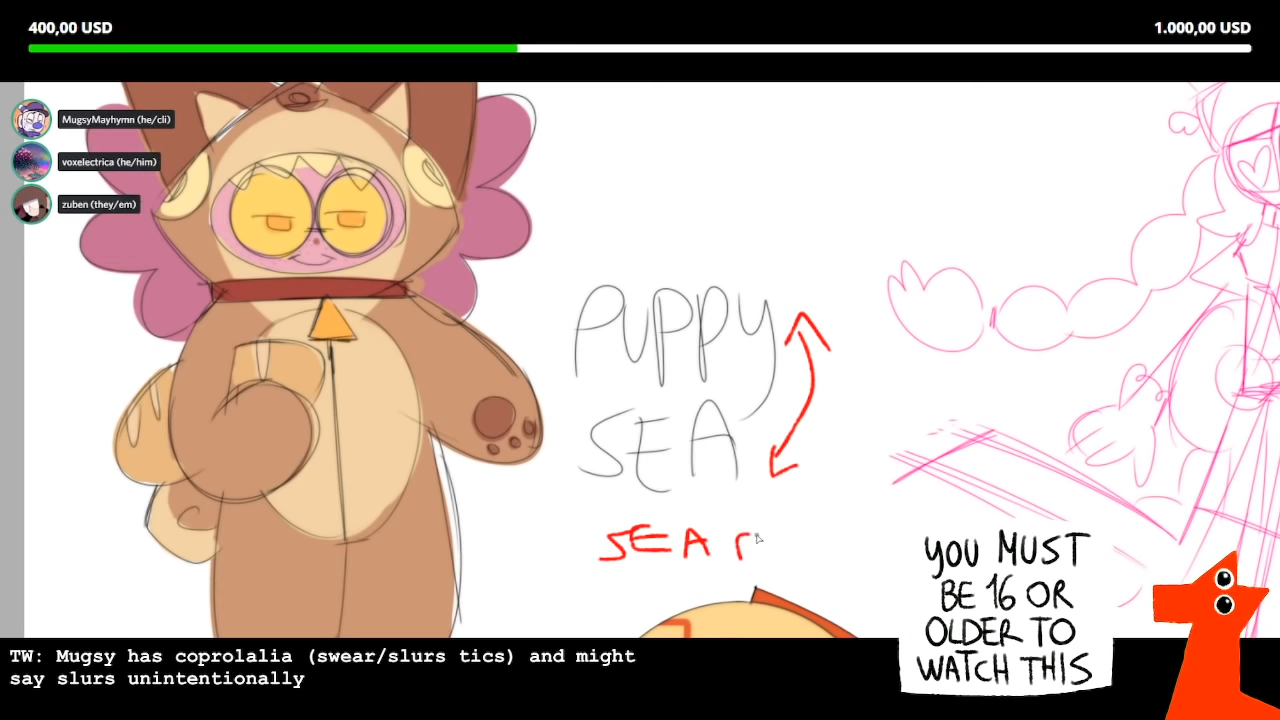 400,00 USD
1.000,00 USD
MugsyMayhymn (he/cli)
voxelectrica (he/him)
zuben (they/em)
PUPPY
SEA
SEA
YOU MUST
BE 16 OR
OLDER TO
WATCH THIS
TW: Mugsy has coprolalia (swear/slurs tics) and might
say slurs unintentionally